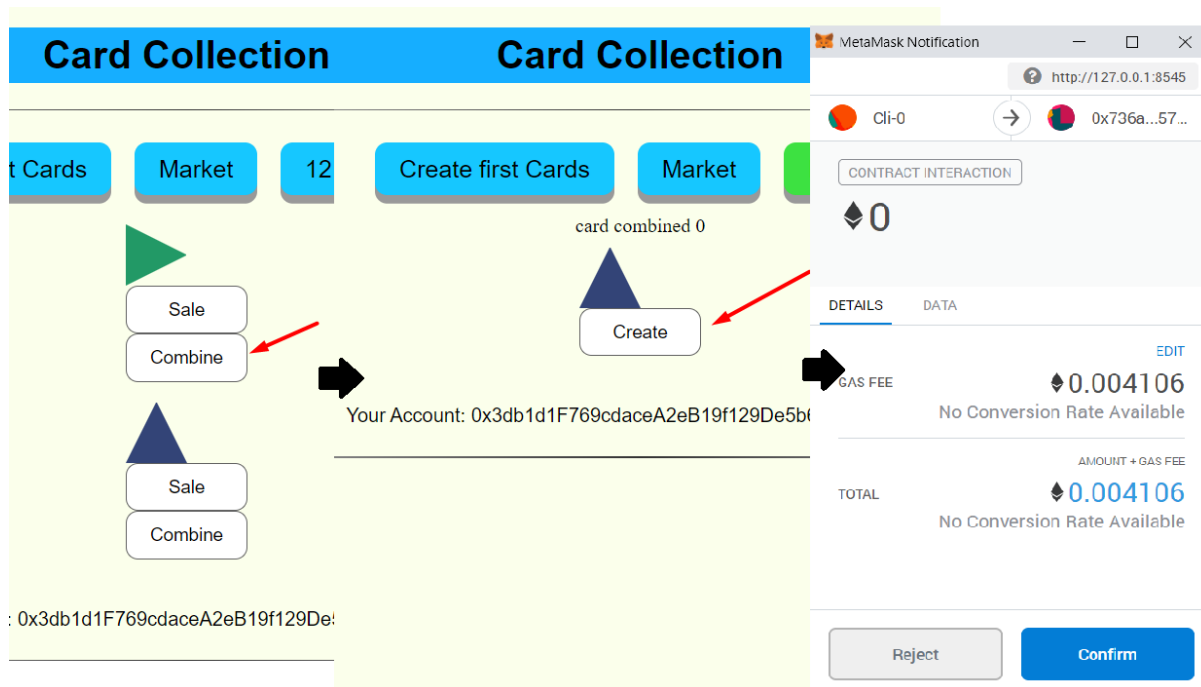 Card Collection
t Cards
Market
12
Sale
Combine
Sale
Combine
: 0x3db1d1F769cdaceA2eB19f129De
Card Collection
Create first Cards
Market
card combined 0
Create
Your Account: 0x3db1d1F769cdaceA2eB19f129De5b
MetaMask Notification
http://127.0.0.1:8545
Cli-0
0x736a...57...
CONTRACT INTERACTION
0
DETAILS
DATA
EDIT
GAS FEE
0.004106
No Conversion Rate Available
AMOUNT + GAS FEE
TOTAL
0.004106
No Conversion Rate Available
Reject
Confirm